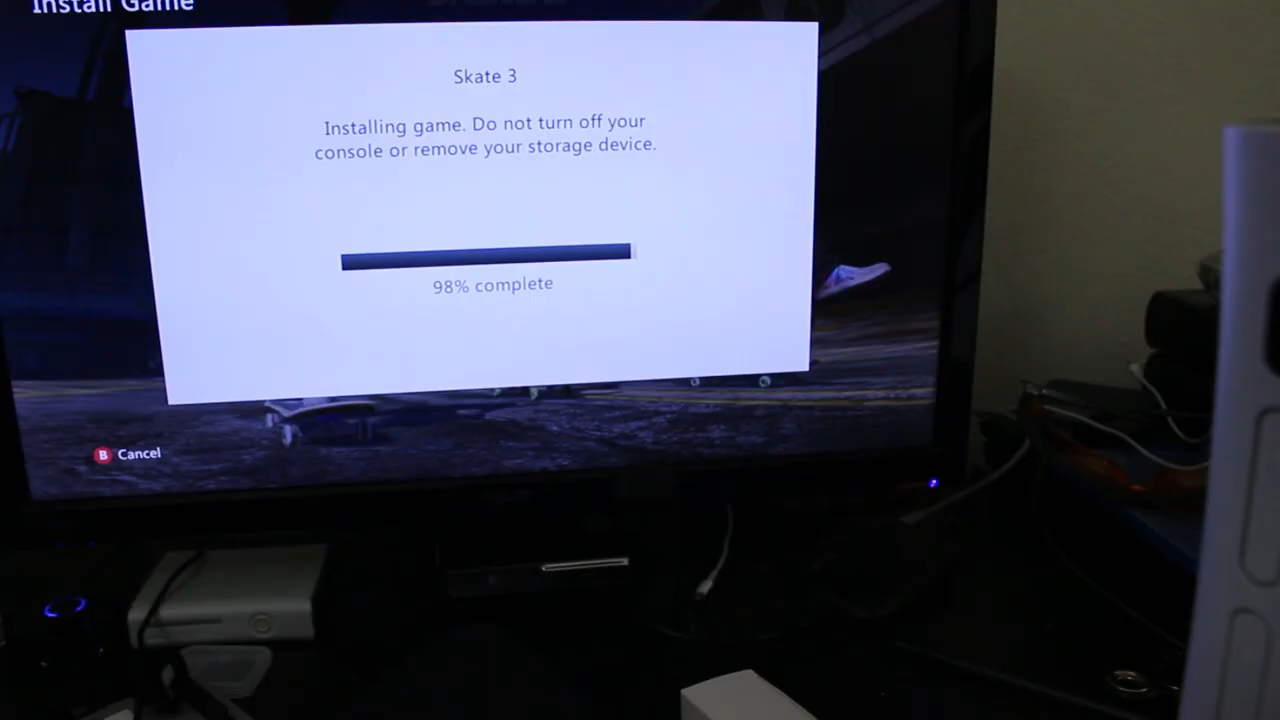 Install Game
Skate 3
Installing game. Do not turn off your
console or remove your storage device.
98% complete
B Cancel